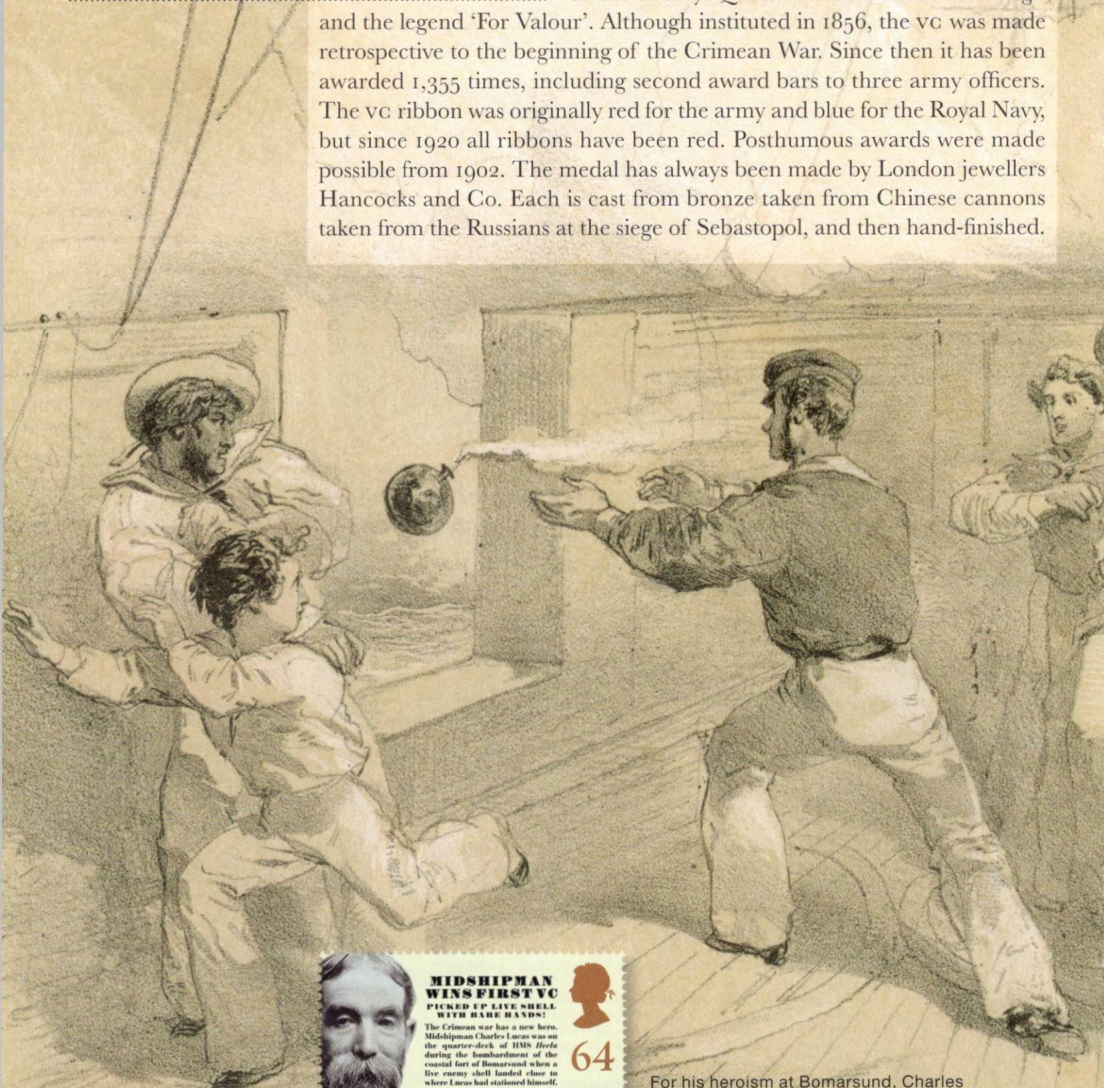 and the legend ‘For Valour’. Although instituted in 1856, the VC was made
retrospective to the beginning of the Crimean War. Since then it has been
awarded 1,355 times, including second award bars to three army officers.
The VC ribbon was originally red for the army and blue for the Royal Navy,
but since 1920 all ribbons have been red. Posthumous awards were made
possible from 1902. The medal has always been made by London jewellers
Hancocks and Co. Each is cast from bronze taken from Chinese cannons
taken from the Russians at the siege of Sebastopol, and then hand-finished.
MIDSHIPMAN
WINS FIRST VC
PICKED UP LIVE SHELL
WITH BARE HANDS!
The Crimean war has a new hero.
Midshipman Charles Lucas was on
the quarter-deck of HMS Hecla
during the bombardment of the
coastal fort of Bomarsund when a
live enemy shell landed close to
where Lucas had stationed himself.
64
For his heroism at Bomarsund, Charles